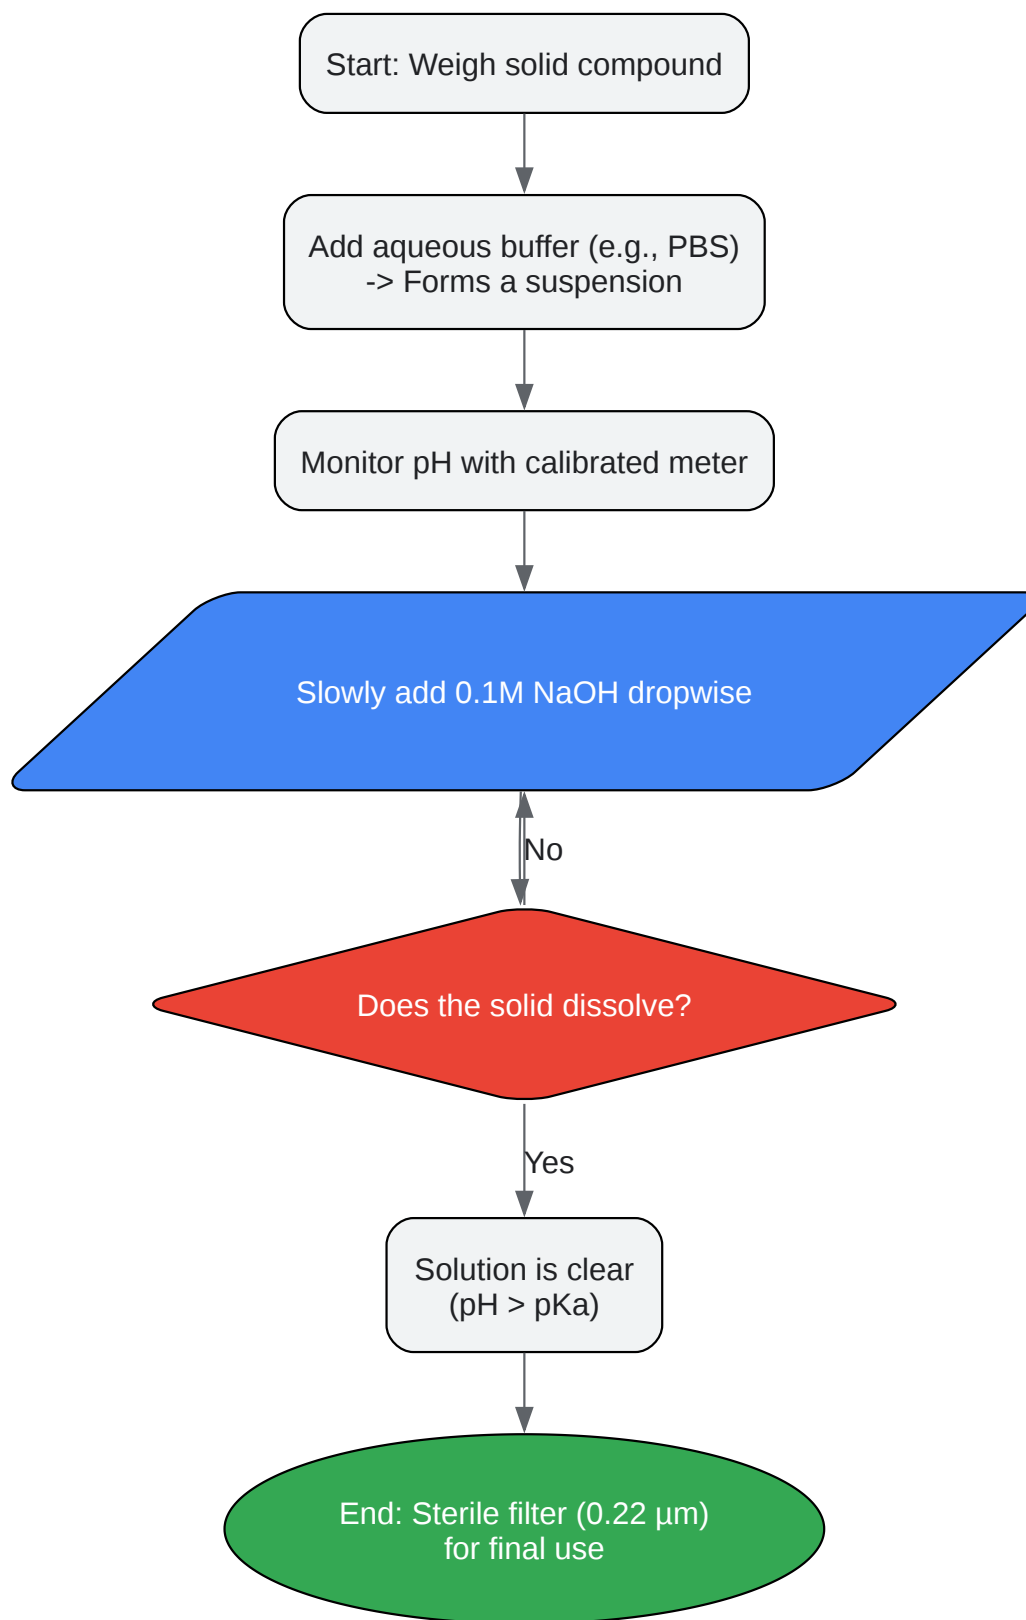 Start: Weigh solid compound
Add aqueous buffer (e.g., PBS)
-> Forms a suspension
Monitor pH with calibrated meter
Slowly add 0.1M NaOH dropwise
No
Does the solid dissolve?
Yes
Solution is clear
(pH > pKa)
End: Sterile filter (0.22 µm)
for final use